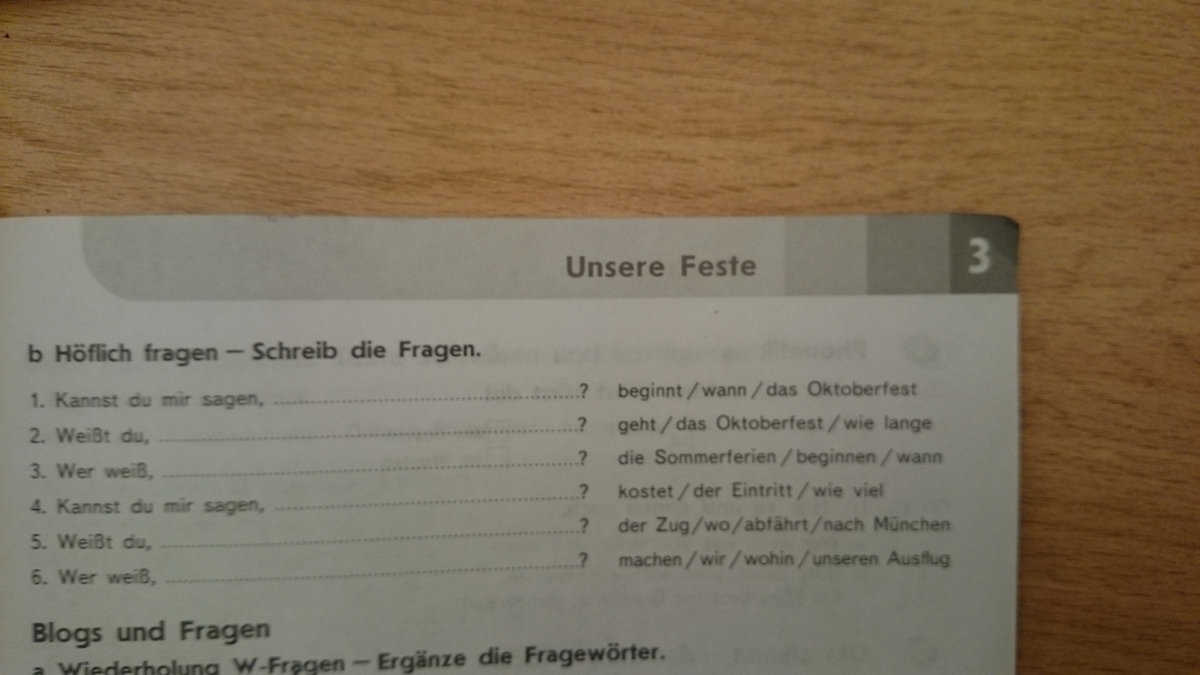 Unsere Feste 3
b Höflich fragen – Schreib die Fragen.
1. Kannst du mir sagen, ..........? beginnt / wann / das Oktoberfest
2. Weißt du, ..........? geht / das Oktoberfest / wie lange
3. Wer weiß, ..........? die Sommerferien / beginnen / wann
4. Kannst du mir sagen, ..........? kostet / der Eintritt / wie viel
5. Weißt du, ..........? der Zug / wo / abfährt / nach München
6. Wer weiß, ..........? machen / wir / wohin / unseren Ausflug
Blogs und Fragen
a Wiederholung W-Fragen – Ergänze die Fragewörter.